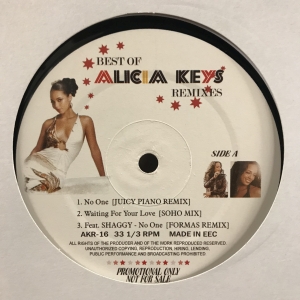 BEST OF
ALICIA KEYS
REMIXES
SIDE A
1. No One [JUICY PIANO REMIX]
2. Waiting For Your Love [SOHO MIX]
3. Feat. SHAGGY - No One [FORMAS REMIX]
AKR-16 33 1/3 RPM MADE IN EEC
ALL RIGHTS OF THE PRODUCER AND OF THE WORK REPRODUCED RESERVED.
UNAUTHORIZED COPYING, REPRODUCTION, HIRING, LENDING,
PUBLIC PERFORMANCE AND BROADCASTING PROHIBITED
PROMOTIONAL ONLY
NOT FOR SALE